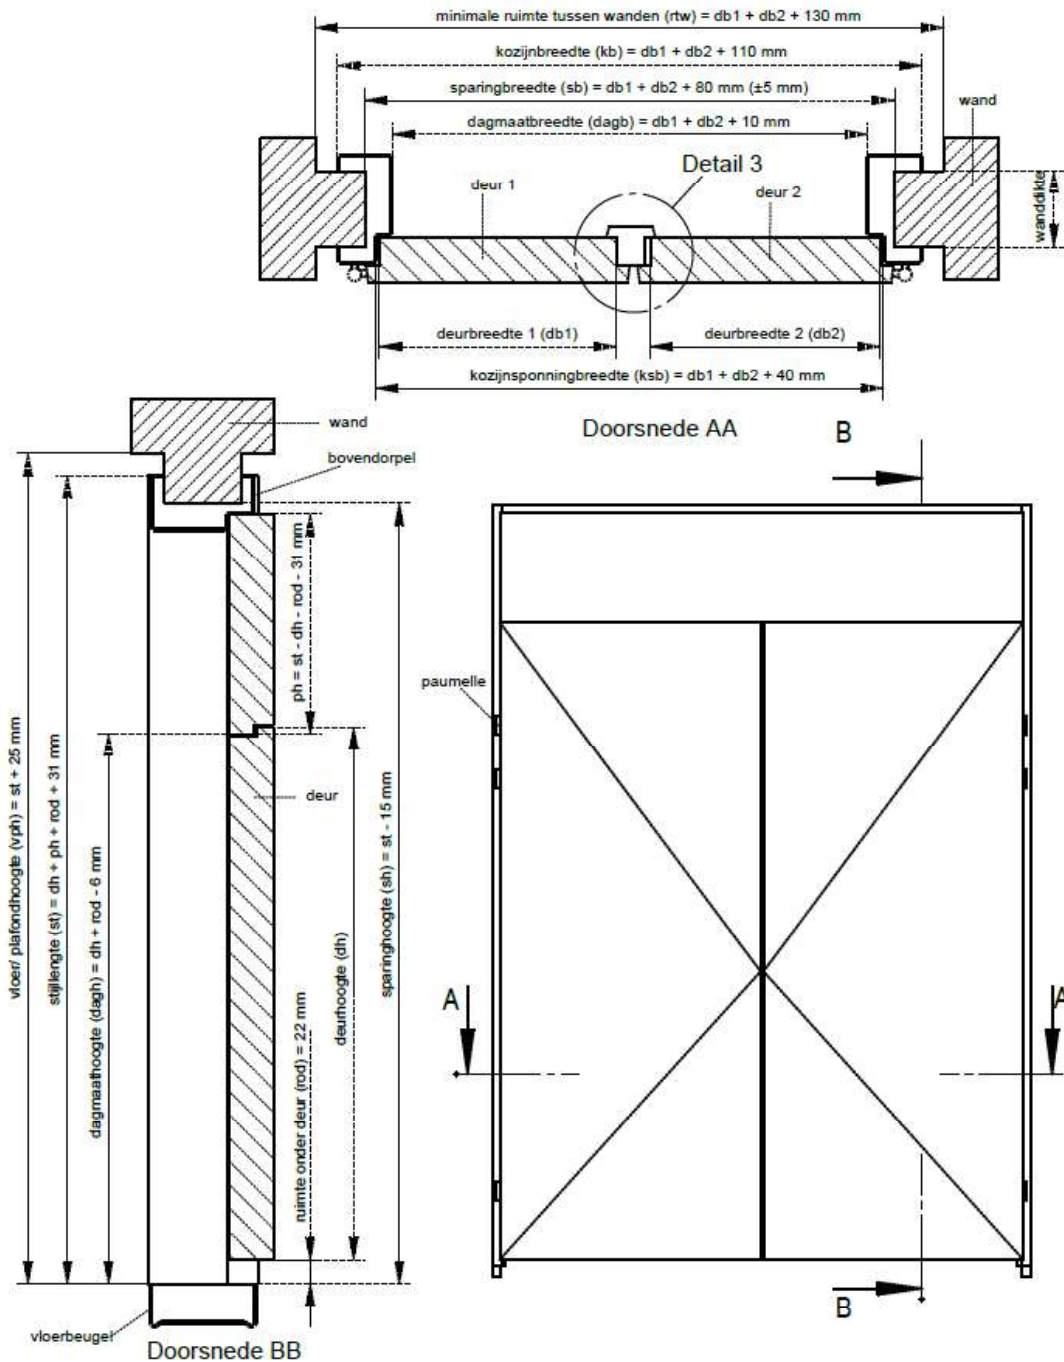 minimale ruimte tussen wanden (rtw) = db1 + db2 + 130 mm
kozijnbreedte (kb) = db1 + db2 + 110 mm
sparingbreedte (sb) = db1 + db2 + 80 mm (±5 mm)
wand
dagmaatbreedte (dagb) = db1 + db2 + 10 mm
Detail 3
deur 1
deur 2
wanddikte
deurbreedte 1 (db1)
deurbreedte 2 (db2)
kozijnsponningbreedte (ksb) = db1 + db2 + 40 mm
Doorsnede AA
B
wand
bovendorpel
ph = st - dh - rod - 31 mm
paumelle
vloer/ plafondhoogte (vph) = st + 25 mm
stijllengte (st) = dh + ph + rod + 31 mm
dagmaathoogte (dagh) = dh + rod - 6 mm
deur
sparinghoogte (sh) = st - 15 mm
deurhoogte (dh)
ruimte onder deur (rod) = 22 mm
A
A
B
vloerbeugel
Doorsnede BB